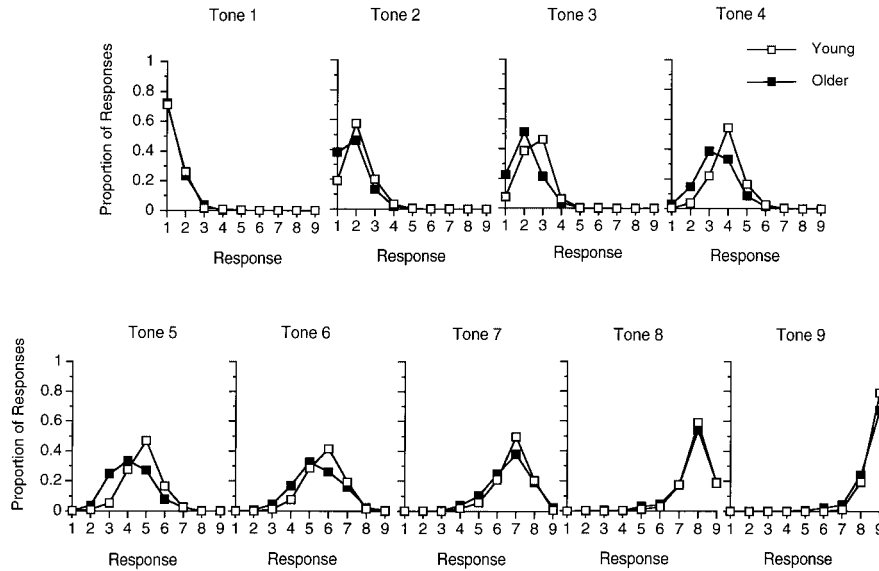 Tone 1 Tone 2 Tone 3 Tone 4
Young
Older
Proportion of Responses
1
0.8
0.6
0.4
0.2
0
1 2 3 4 5 6 7 8 9 1 2 3 4 5 6 7 8 9 1 2 3 4 5 6 7 8 9 1 2 3 4 5 6 7 8 9
Response Response Response Response
Tone 5 Tone 6 Tone 7 Tone 8 Tone 9
Proportion of Responses
1
0.8
0.6
0.4
0.2
0
1 2 3 4 5 6 7 8 9 1 2 3 4 5 6 7 8 9 1 2 3 4 5 6 7 8 9 1 2 3 4 5 6 7 8 9 1 2 3 4 5 6 7 8 9
Response Response Response Response Response